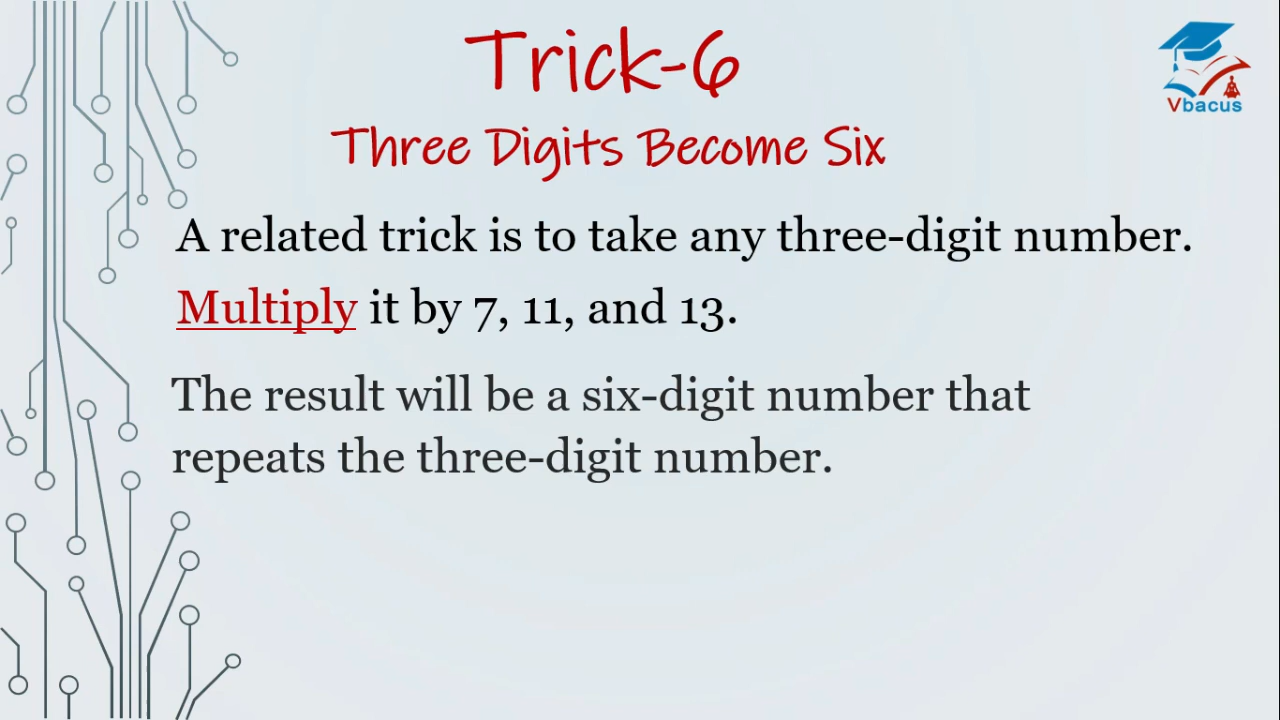 Trick-6
Vbacus
Three Digits Become Six
A related trick is to take any three-digit number.
Multiply it by 7, 11, and 13.
The result will be a six-digit number that
repeats the three-digit number.